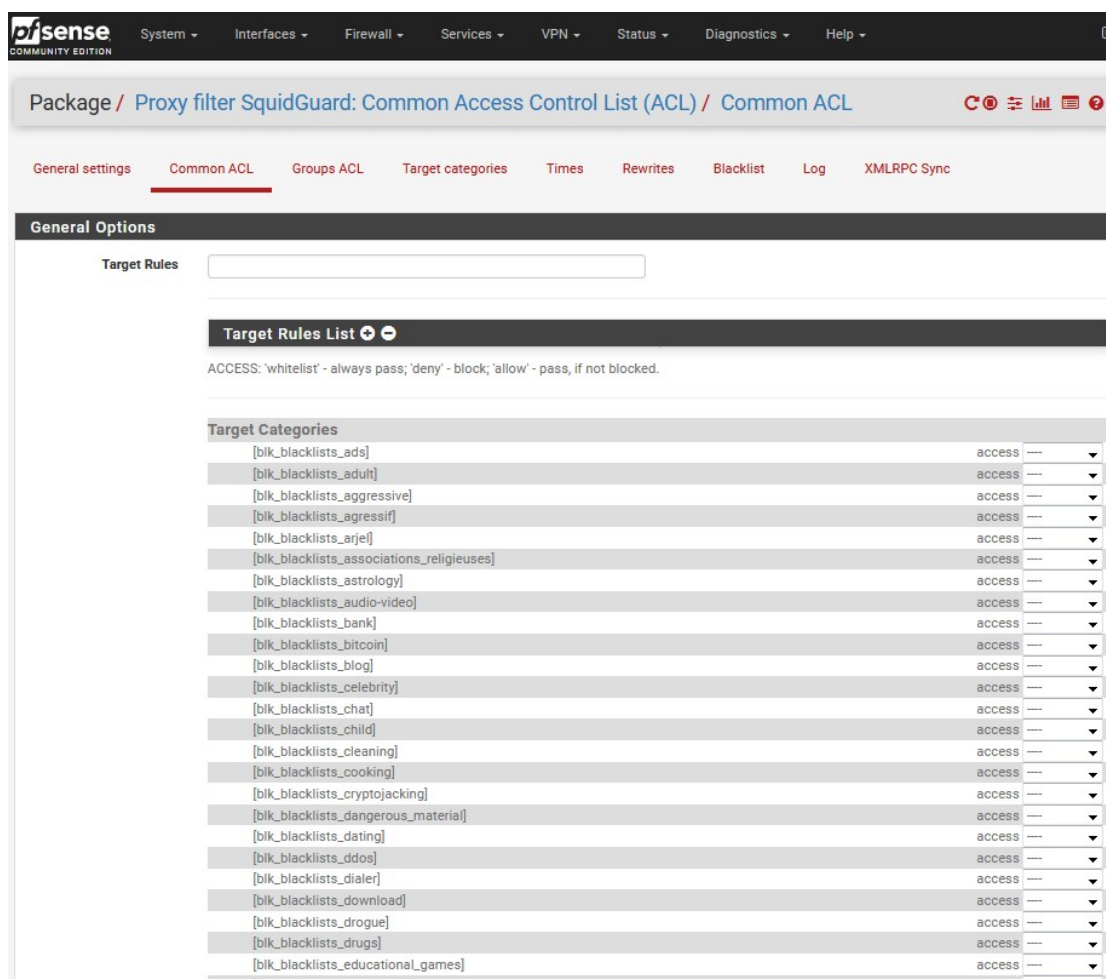 pfsense System Interfaces Firewall Services VPN Status Diagnostics Help
COMMUNITY EDITION
Package / Proxy filter SquidGuard: Common Access Control List (ACL) / Common ACL
General settings Common ACL Groups ACL Target categories Times Rewrites Blacklist Log XMLRPC Sync
General Options
Target Rules
Target Rules List
ACCESS: 'whitelist' - always pass; 'deny' - block; 'allow' - pass, if not blocked.
Target Categories
[blk_blacklists_ads] access ----
[blk_blacklists_adult] access ----
[blk_blacklists_aggressive] access ----
[blk_blacklists_agressif] access ----
[blk_blacklists_arjel] access ----
[blk_blacklists_associations_religieuses] access ----
[blk_blacklists_astrology] access ----
[blk_blacklists_audio-video] access ----
[blk_blacklists_bank] access ----
[blk_blacklists_bitcoin] access ----
[blk_blacklists_blog] access ----
[blk_blacklists_celebrity] access ----
[blk_blacklists_chat] access ----
[blk_blacklists_child] access ----
[blk_blacklists_cleaning] access ----
[blk_blacklists_cooking] access ----
[blk_blacklists_cryptojacking] access ----
[blk_blacklists_dangerous_material] access ----
[blk_blacklists_dating] access ----
[blk_blacklists_ddos] access ----
[blk_blacklists_dialer] access ----
[blk_blacklists_download] access ----
[blk_blacklists_drogue] access ----
[blk_blacklists_drugs] access ----
[blk_blacklists_educational_games] access ----